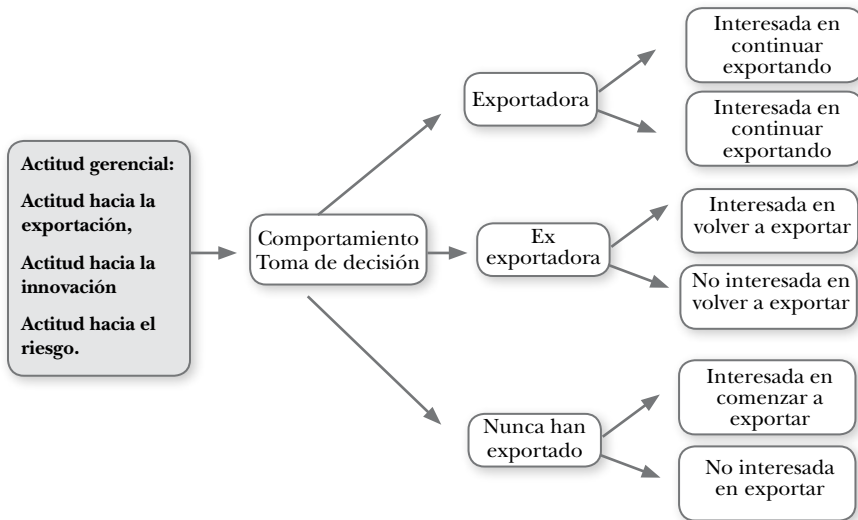 Actitud gerencial:
Actitud hacia la
exportación,
Actitud hacia la
innovación
Actitud hacia el
riesgo.
Comportamiento
Toma de decisión
Exportadora
Interesada en
continuar
exportando
Interesada en
continuar
exportando
Ex
exportadora
Interesada en
volver a exportar
No interesada en
volver a exportar
Nunca han
exportado
Interesada en
comenzar a
exportar
No interesada
en exportar